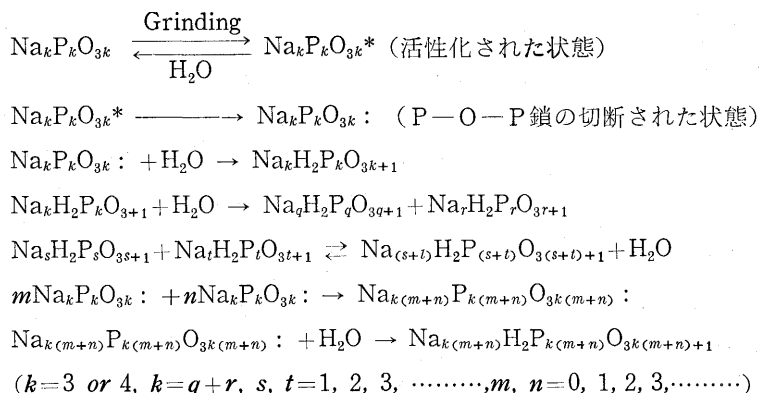 Grinding
NaₖPₖO₃ₖ ⇄ NaₖPₖO₃ₖ* (活性化された状態)
H₂O
NaₖPₖO₃ₖ* ⟶ NaₖPₖO₃ₖ : (P—O—P鎖の切断された状態)
NaₖPₖO₃ₖ : +H₂O → NaₖH₂PₖO₃ₖ₊₁
NaₖH₂PₖO₃₊₁+H₂O → Na_qH₂P_qO_{3q+1}+NaᵣH₂PᵣO₃ᵣ₊₁
NaₛH₂PₛO₃ₛ₊₁+NaₜH₂PₜO₃ₜ₊₁ ⇄ Na₍ₛ₊ₗ₎H₂P₍ₛ₊ₜ₎O₃₍ₛ₊ₜ₎₊₁+H₂O
mNaₖPₖO₃ₖ : +nNaₖPₖO₃ₖ : → Naₖ₍ₘ₊ₙ₎Pₖ₍ₘ₊ₙ₎O₃ₖ₍ₘ₊ₙ₎ :
Naₖ₍ₘ₊ₙ₎Pₖ₍ₘ₊ₙ₎O₃ₖ₍ₘ₊ₙ₎ : +H₂O → Naₖ₍ₘ₊ₙ₎H₂Pₖ₍ₘ₊ₙ₎O₃ₖ₍ₘ₊ₙ₎₊₁
(k=3 or 4, k=q+r, s, t=1, 2, 3, ………,m, n=0, 1, 2, 3,………)